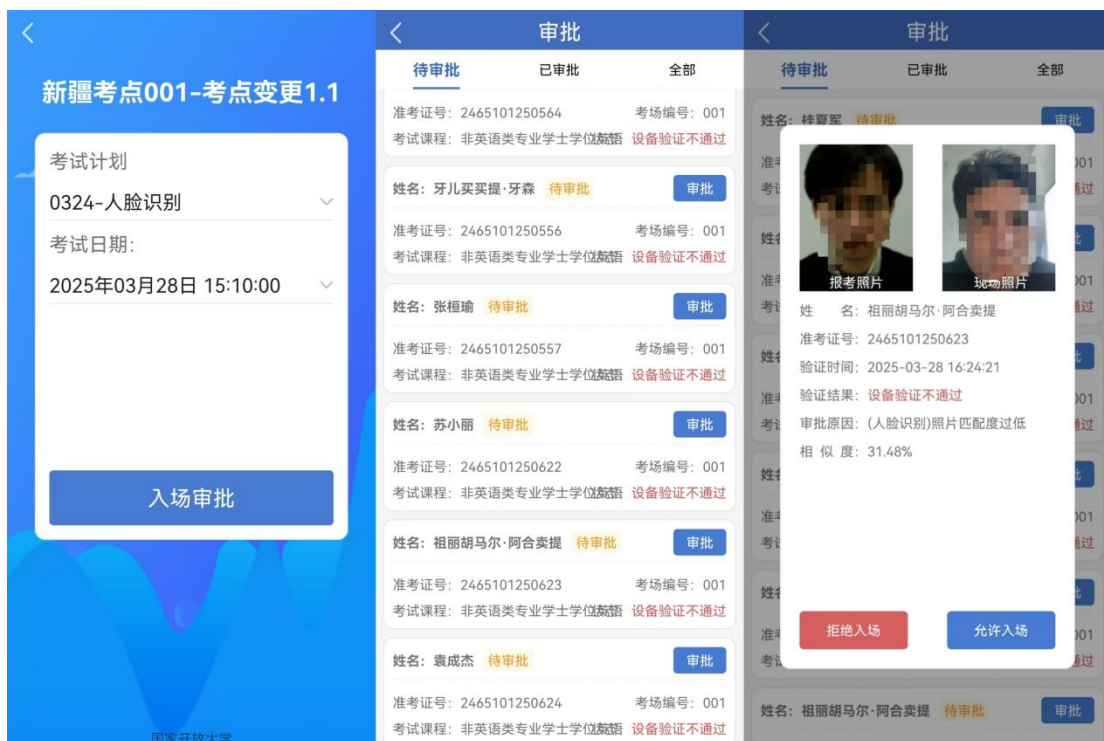 新疆考点001-考点变更1.1
考试计划
0324-人脸识别
考试日期:
2025年03月28日 15:10:00
入场审批
国家开放大学
审批
待审批 已审批 全部
准考证号: 2465101250564 考场编号: 001
考试课程: 非英语类专业学士学位 设备验证不通过
姓名: 牙儿买买提·牙森 待审批 审批
准考证号: 2465101250556 考场编号: 001
考试课程: 非英语类专业学士学位 设备验证不通过
姓名: 张桓瑜 待审批 审批
准考证号: 2465101250557 考场编号: 001
考试课程: 非英语类专业学士学位 设备验证不通过
姓名: 苏小丽 待审批 审批
准考证号: 2465101250622 考场编号: 001
考试课程: 非英语类专业学士学位 设备验证不通过
姓名: 祖丽胡马尔·阿合卖提 待审批 审批
准考证号: 2465101250623 考场编号: 001
考试课程: 非英语类专业学士学位 设备验证不通过
姓名: 袁成杰 待审批 审批
准考证号: 2465101250624 考场编号: 001
考试课程: 非英语类专业学士学位 设备验证不通过
审批
待审批 已审批 全部
姓名: 桂夏军 待审批 审批
报考照片 现场照片
姓 名: 祖丽胡马尔·阿合卖提
准考证号: 2465101250623
验证时间: 2025-03-28 16:24:21
验证结果: 设备验证不通过
审批原因: (人脸识别)照片匹配度过低
相 似 度: 31.48%
拒绝入场 允许入场
姓名: 祖丽胡马尔·阿合卖提 待审批 审批